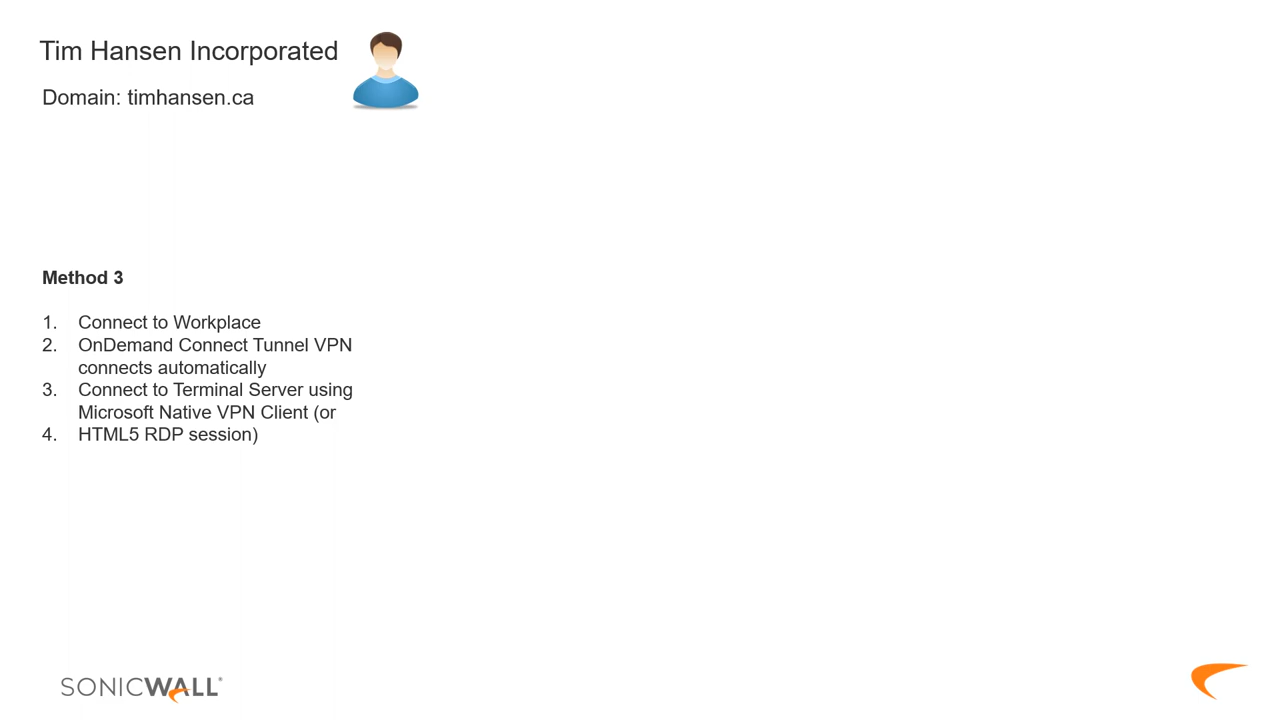 Tim Hansen Incorporated
Domain: timhansen.ca
Method 3
1. Connect to Workplace
2. OnDemand Connect Tunnel VPN
connects automatically
3. Connect to Terminal Server using
Microsoft Native VPN Client (or
4. HTML5 RDP session)
SONICWALL®